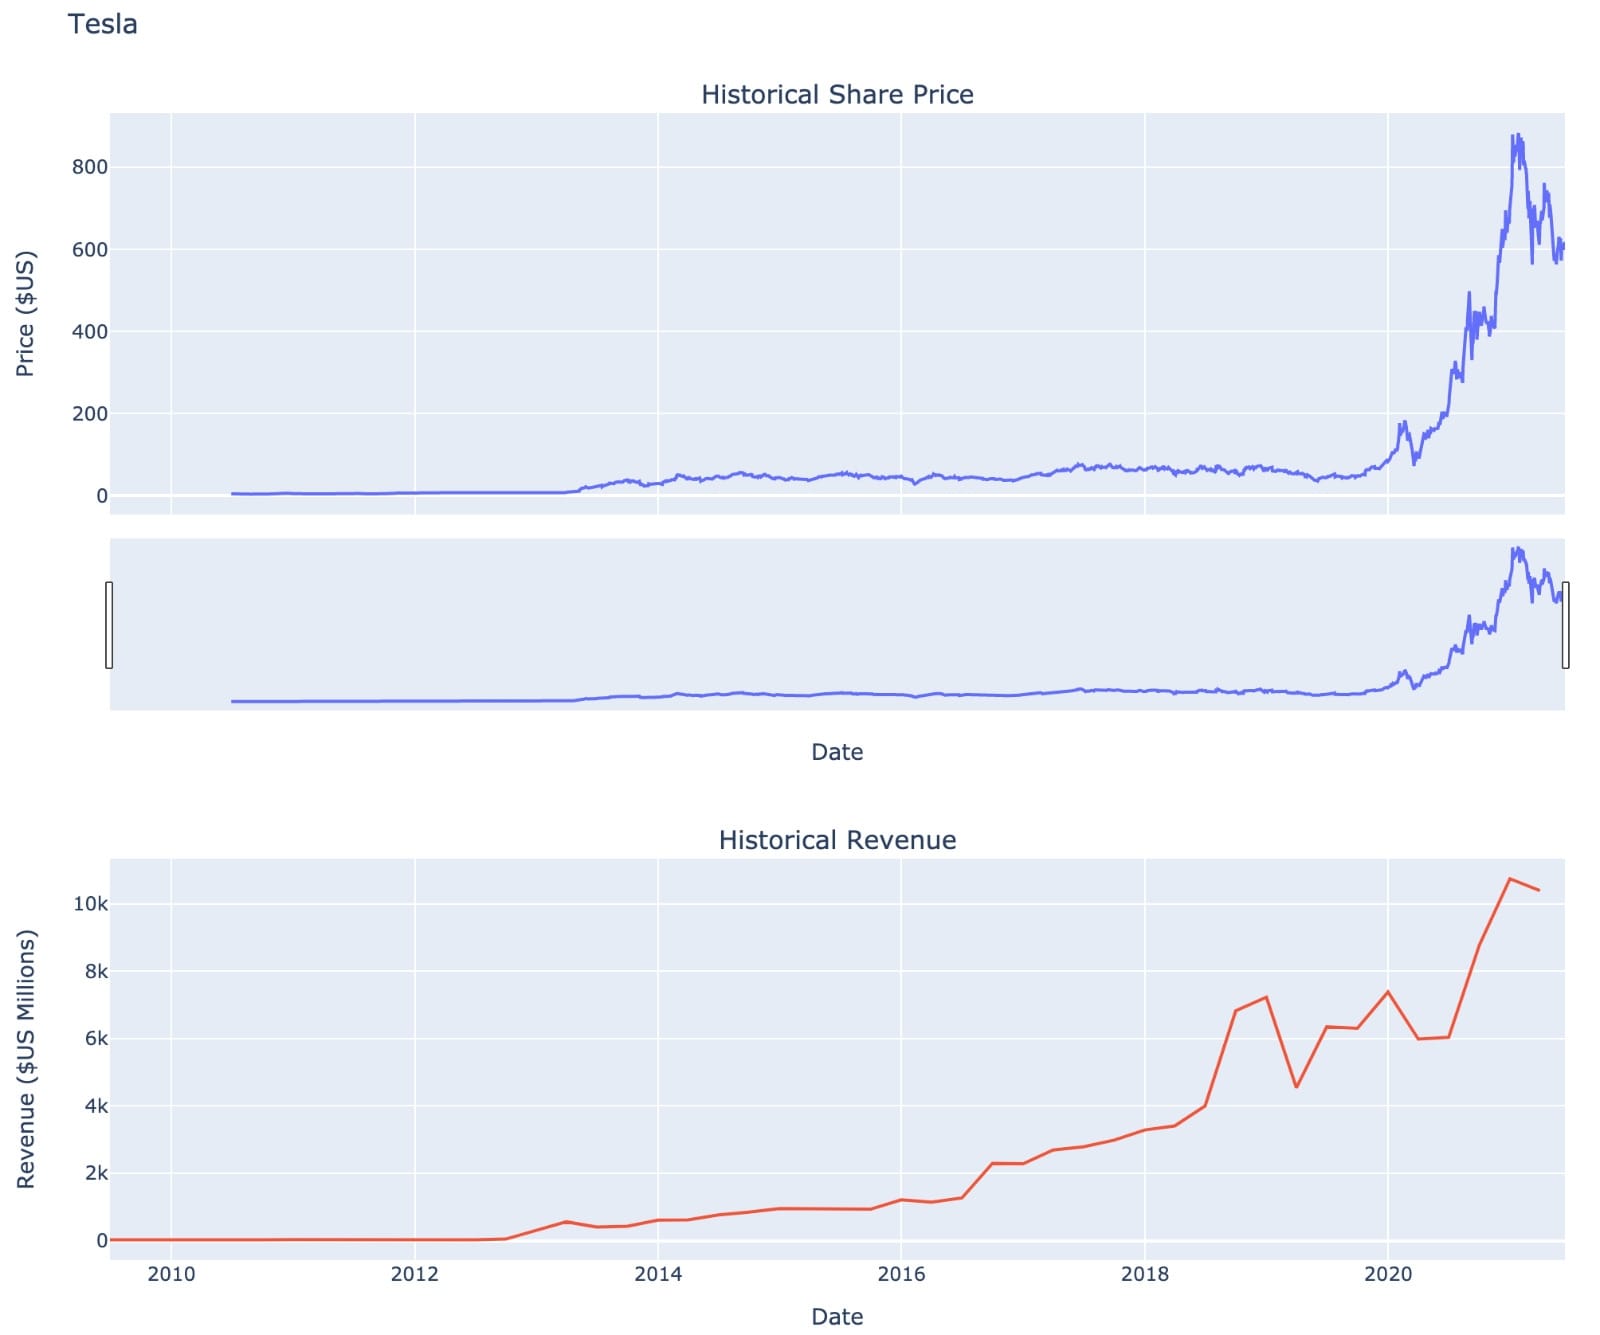 Tesla
Historical Share Price
800
600
400
200
0
Price ($US)
Date
Historical Revenue
10k
8k
6k
4k
2k
0
Revenue ($US Millions)
2010 2012 2014 2016 2018 2020
Date